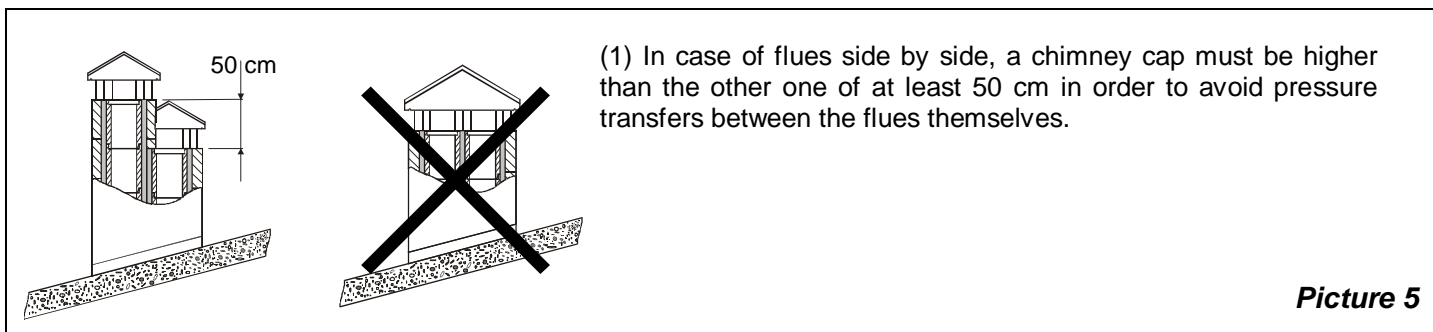 50 cm
(1) In case of flues side by side, a chimney cap must be higher
than the other one of at least 50 cm in order to avoid pressure
transfers between the flues themselves.
Picture 5